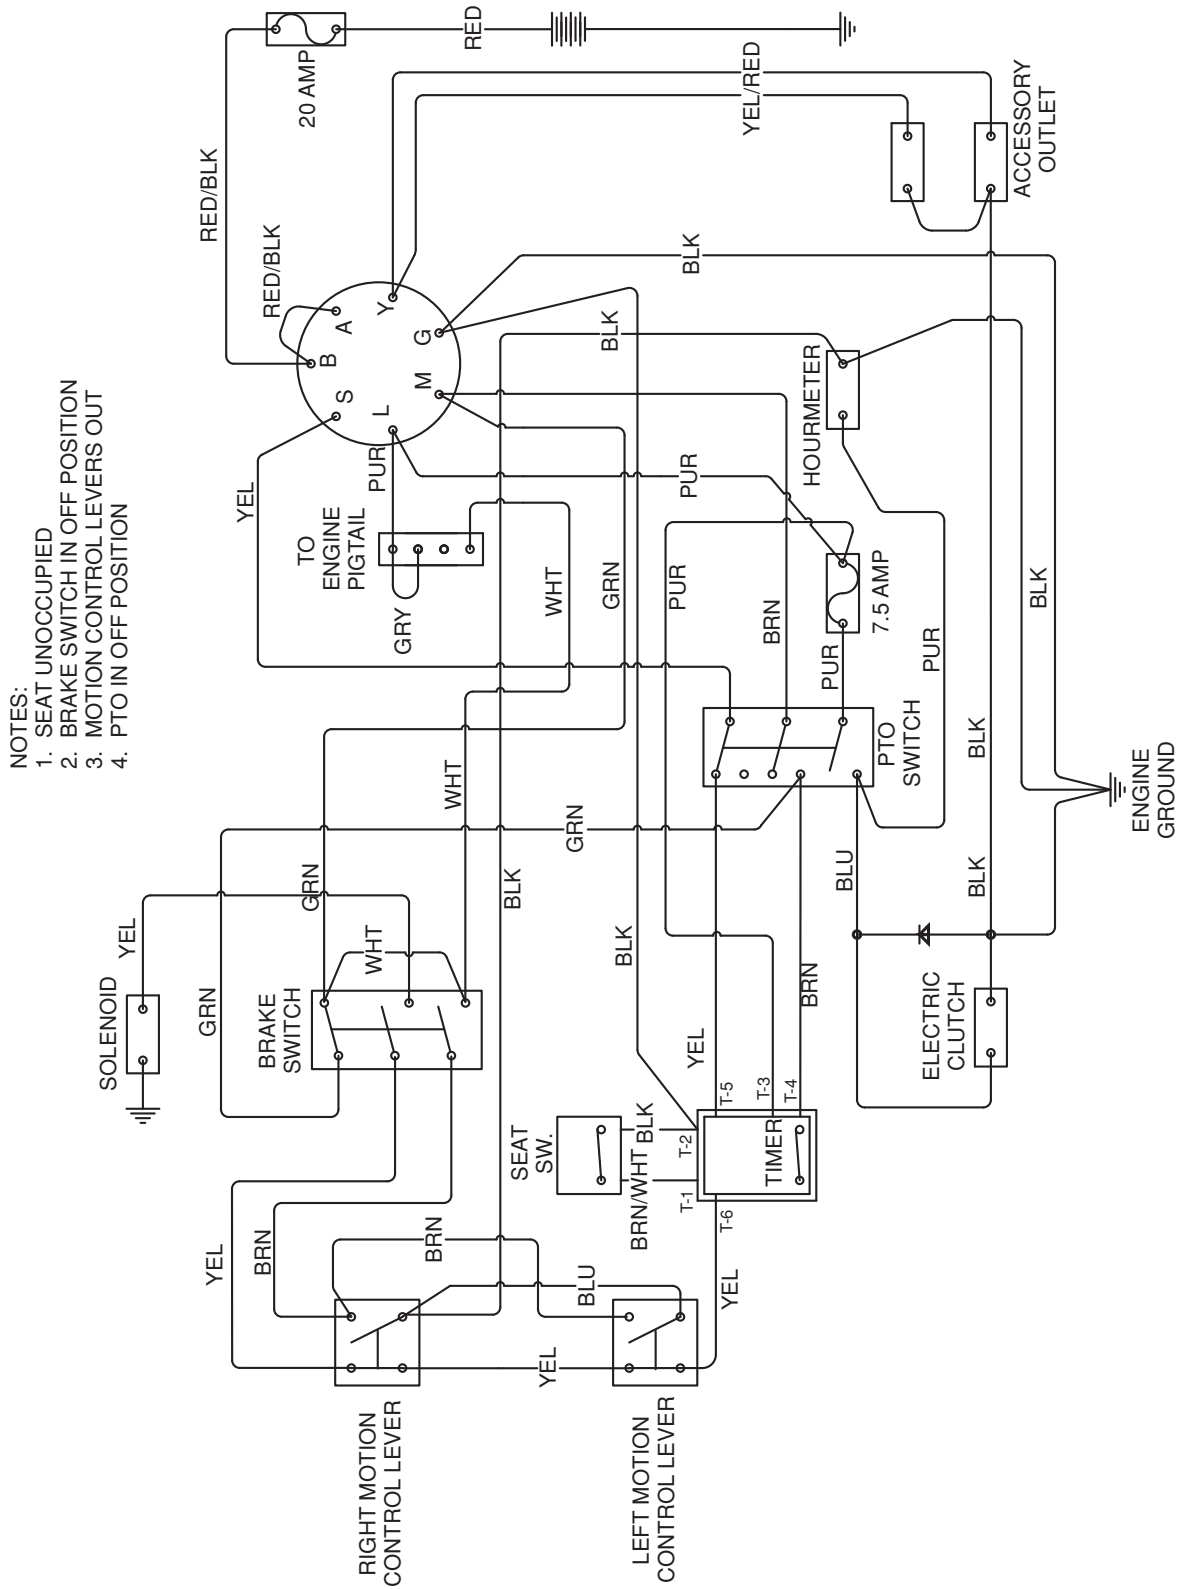 NOTES:
1. SEAT UNOCCUPIED
2. BRAKE SWITCH IN OFF POSITION
3. MOTION CONTROL LEVERS OUT
4. PTO IN OFF POSITION
RED/BLK
20 AMP
RED
RED/BLK
YEL/RED
ACCESSORY
OUTLET
B
A
Y
S
G
L
M
YEL
PUR
BLK
BLK
TO
ENGINE
PIGTAIL
GRY
WHT
GRN
PUR
HOURMETER
PUR
BRN
7.5 AMP
PUR
PUR
BLK
PTO
SWITCH
BLK
ENGINE
GROUND
WHT
GRN
GRN
BLK
BLU
BLK
YEL
WHT
BLK
BRN
SOLENOID
GRN
BRAKE
SWITCH
YEL
ELECTRIC
CLUTCH
T-5
T-3
T-4
SEAT
SW.
BLK
BRN/WHT
T-2
T-1
TIMER
T-6
YEL
BRN
BRN
BLU
YEL
YEL
RIGHT MOTION
CONTROL LEVER
LEFT MOTION
CONTROL LEVER